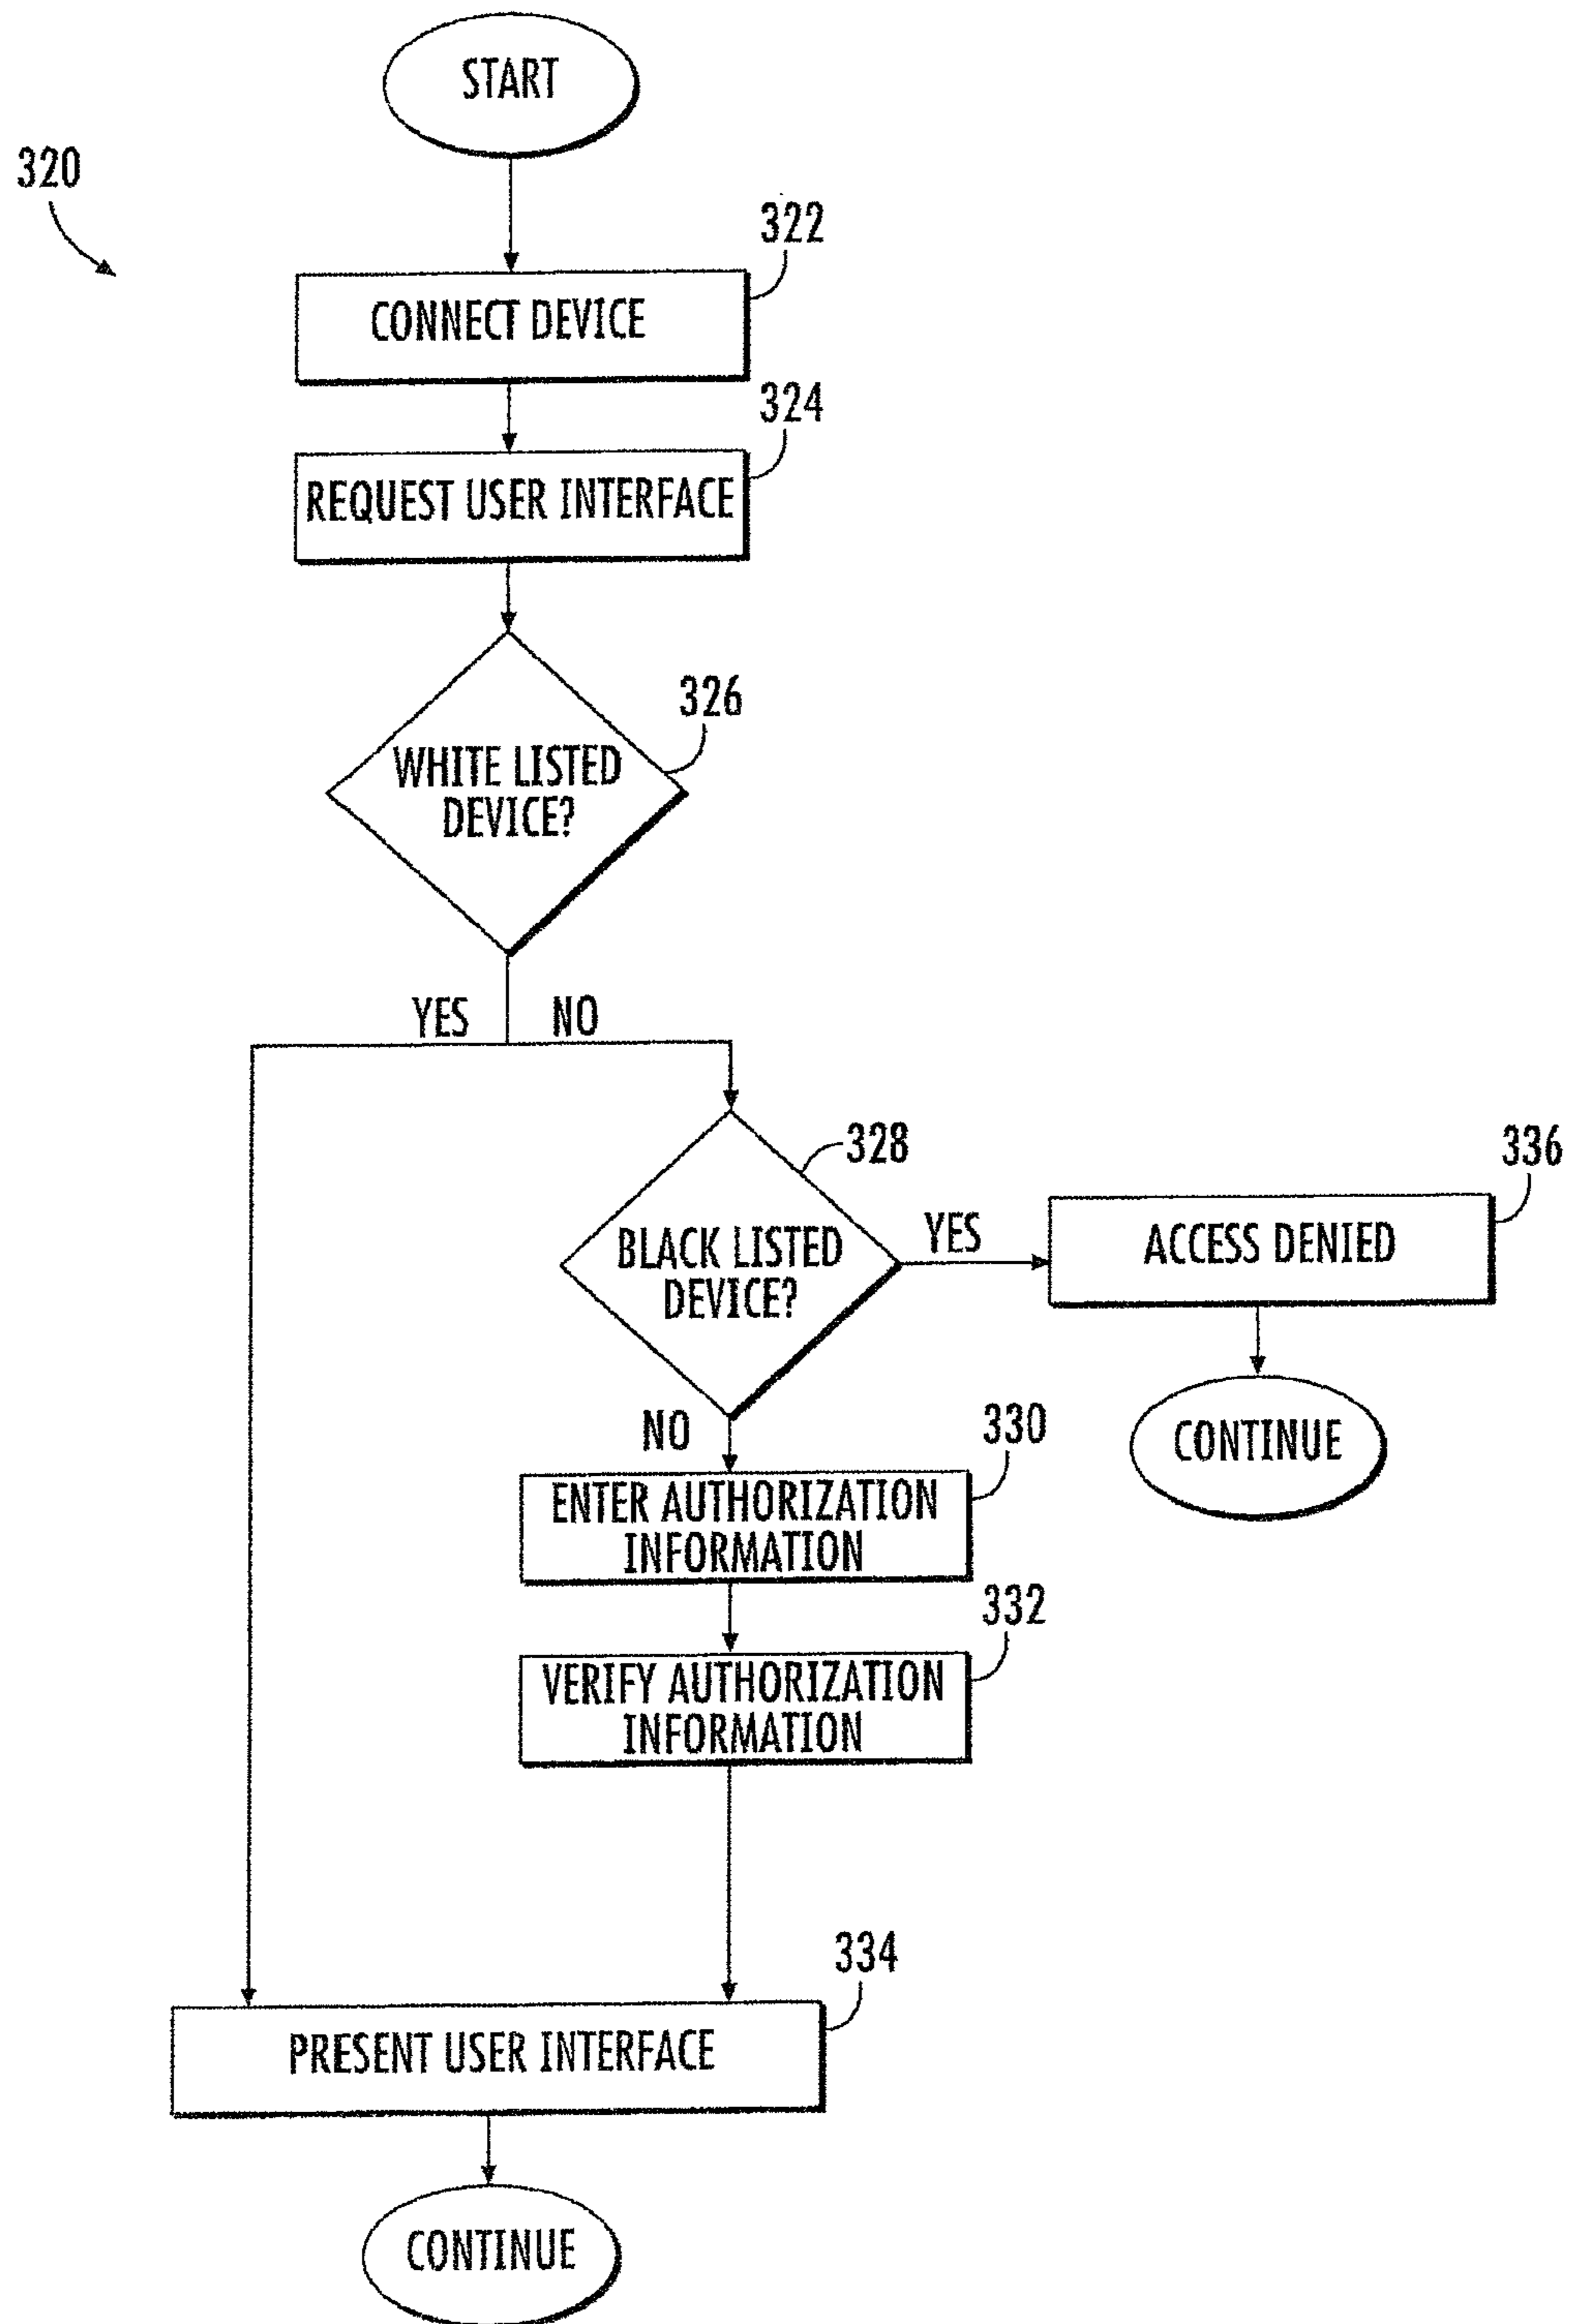 START
320
322
CONNECT DEVICE
324
REQUEST USER INTERFACE
326
WHITE LISTED
DEVICE?
YES
NO
328
336
BLACK LISTED
DEVICE?
YES
ACCESS DENIED
NO
330
CONTINUE
ENTER AUTHORIZATION
INFORMATION
332
VERIFY AUTHORIZATION
INFORMATION
334
PRESENT USER INTERFACE
CONTINUE